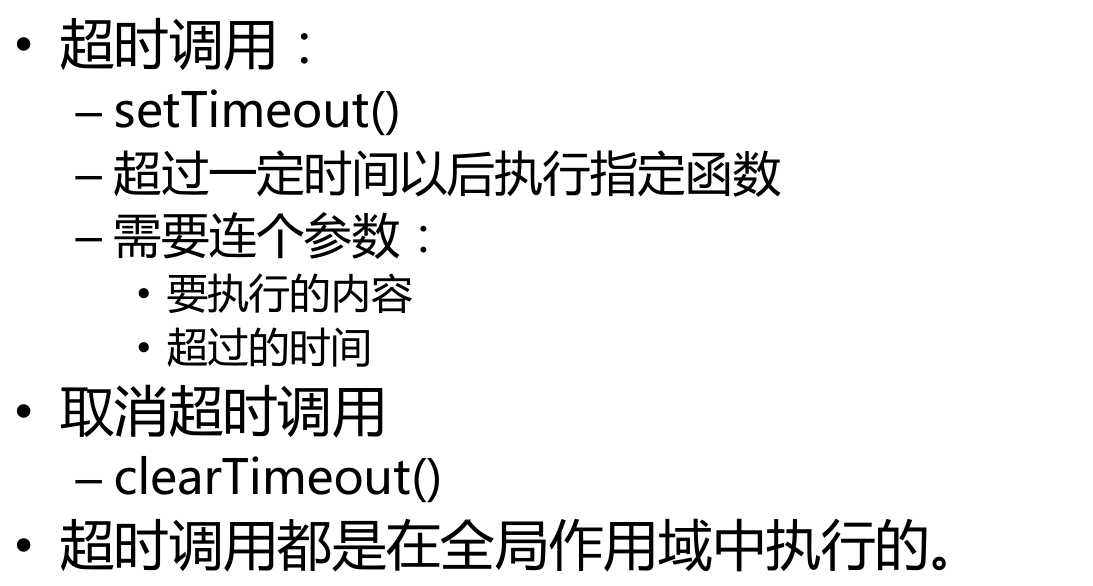 • 超时调用：
– setTimeout()
– 超过一定时间以后执行指定函数
– 需要连个参数：
• 要执行的内容
• 超过的时间
• 取消超时调用
– clearTimeout()
• 超时调用都是在全局作用域中执行的。